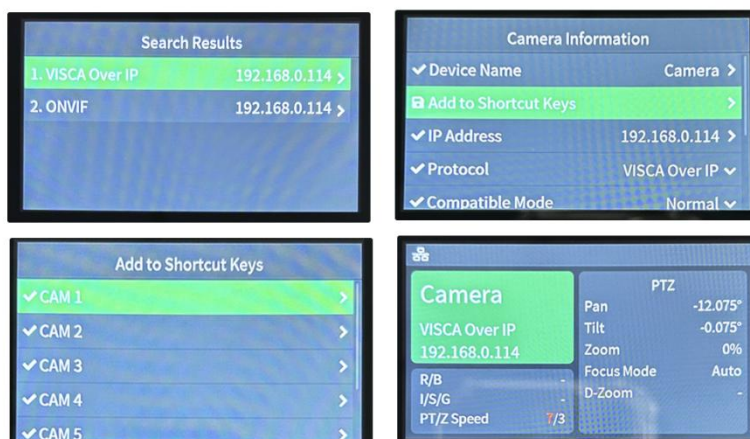 Search Results
1. VISCA Over IP 192.168.0.114 >
2. ONVIF 192.168.0.114 >
Camera Information
Device Name Camera >
Add to Shortcut Keys >
IP Address 192.168.0.114 >
Protocol VISCA Over IP
Compatible Mode Normal
Add to Shortcut Keys
CAM 1 >
CAM 2 >
CAM 3 >
CAM 4 >
CAM 5
Camera
VISCA Over IP
192.168.0.114
R/B -
I/S/G -
PT/Z Speed 7/3
PTZ
Pan -12.075°
Tilt -0.075°
Zoom 0%
Focus Mode Auto
D-Zoom -